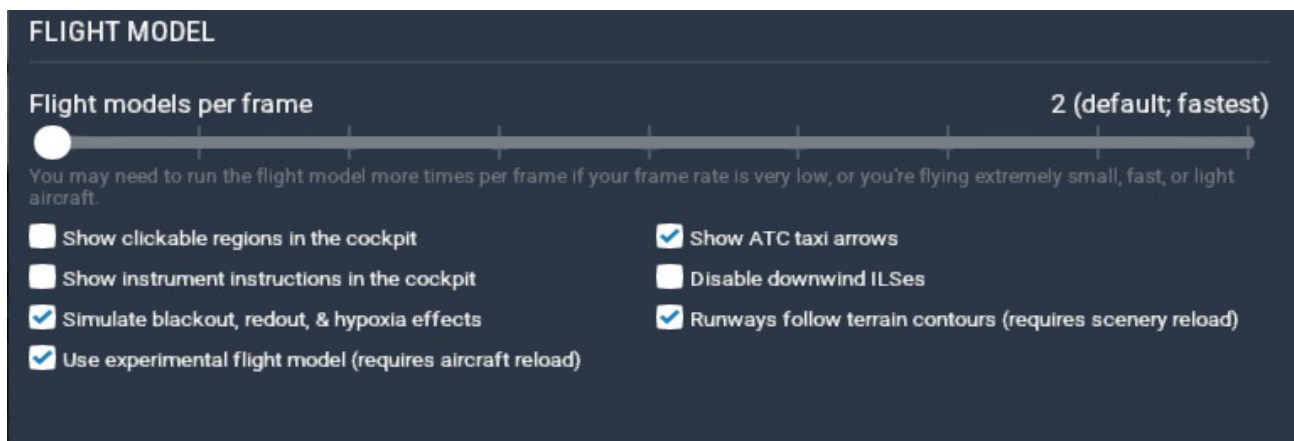 FLIGHT MODEL
Flight models per frame
2 (default; fastest)
You may need to run the flight model more times per frame if your frame rate is very low, or you're flying extremely small, fast, or light
aircraft.
Show clickable regions in the cockpit
Show ATC taxi arrows
Show instrument instructions in the cockpit
Disable downwind ILSes
Simulate blackout, redout, & hypoxia effects
Runways follow terrain contours (requires scenery reload)
Use experimental flight model (requires aircraft reload)